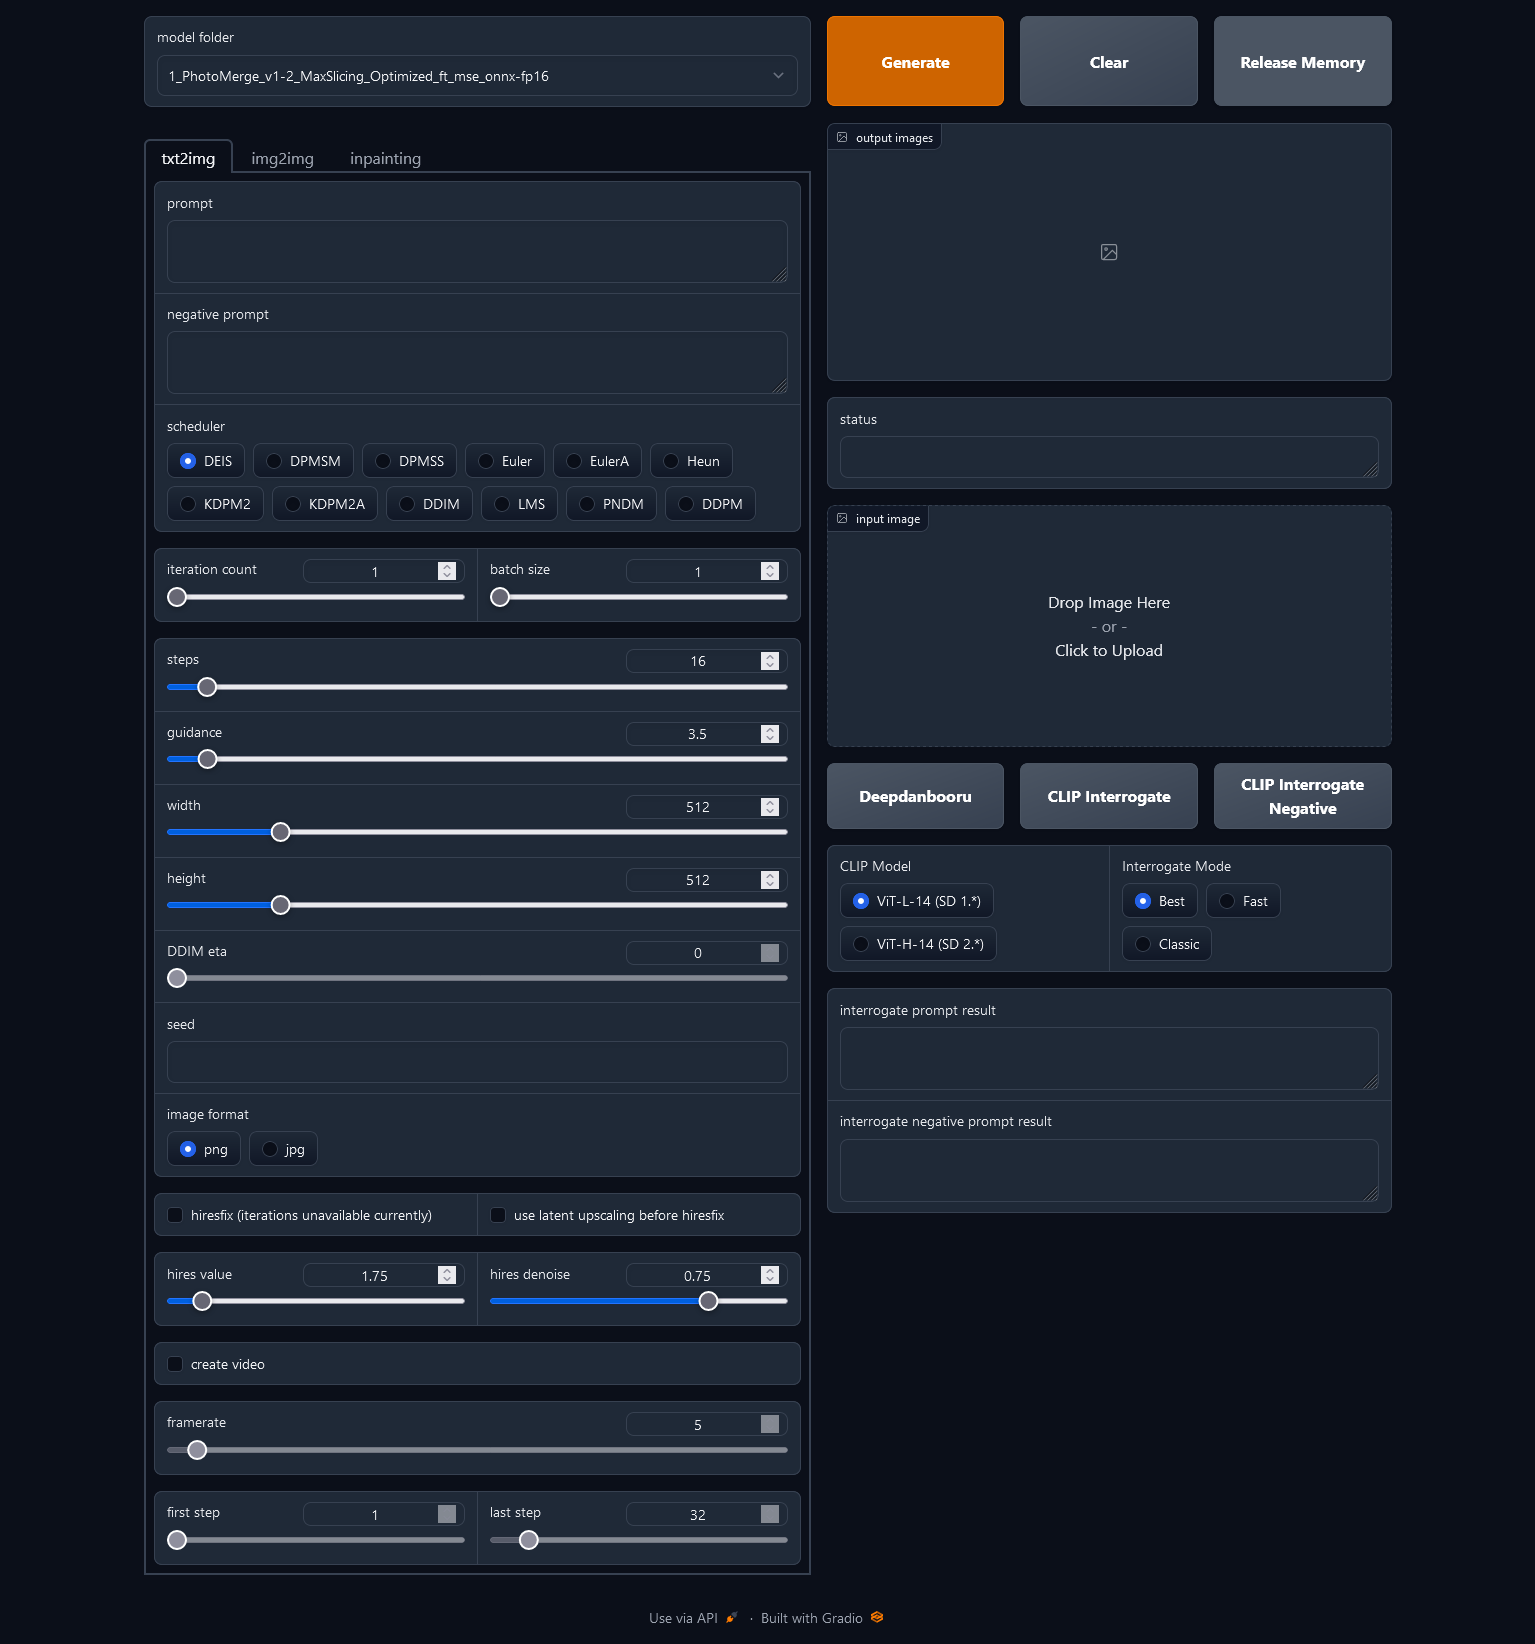 model folder
1_PhotoMerge_v1-2_MaxSlicing_Optimized_ft_mse_onnx-fp16
txt2img img2img inpainting
prompt
negative prompt
scheduler
DEIS DPMSM DPMSS Euler EulerA Heun
KDPM2 KDPM2A DDIM LMS PNDM DDPM
iteration count 1 batch size 1
steps 16
guidance 3.5
width 512
height 512
DDIM eta 0
seed
image format
png jpg
hiresfix (iterations unavailable currently) use latent upscaling before hiresfix
hires value 1.75 hires denoise 0.75
create video
framerate 5
first step 1 last step 32
Generate Clear Release Memory
output images
status
input image
Drop Image Here
- or -
Click to Upload
Deepdanbooru CLIP Interrogate CLIP Interrogate
Negative
CLIP Model Interrogate Mode
ViT-L-14 (SD 1.*) Best Fast
ViT-H-14 (SD 2.*) Classic
interrogate prompt result
interrogate negative prompt result
Use via API · Built with Gradio